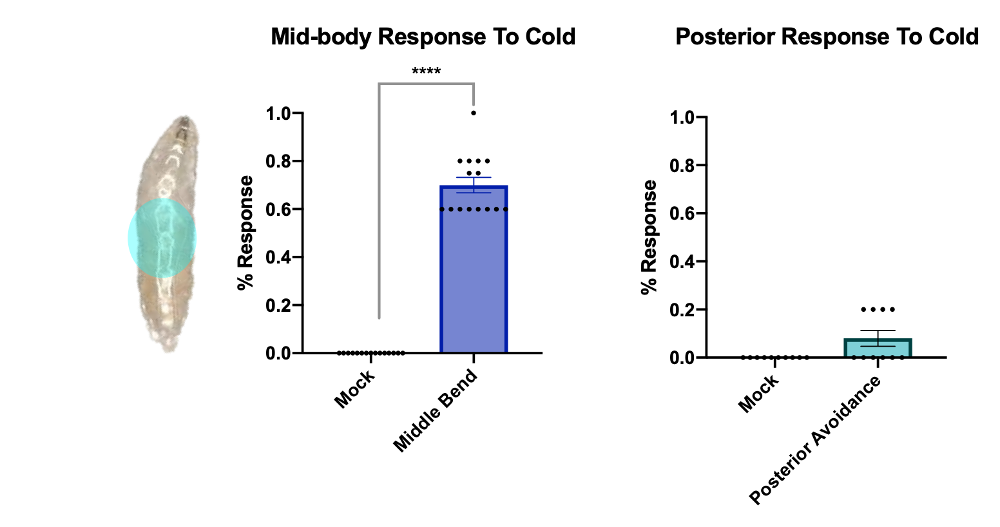 Mid-body Response To Cold
****
% Response
1.0
0.8
0.6
0.4
0.2
0.0
Mock
Middle Bend
Posterior Response To Cold
% Response
1.0
0.8
0.6
0.4
0.2
0.0
Mock
Posterior Avoidance